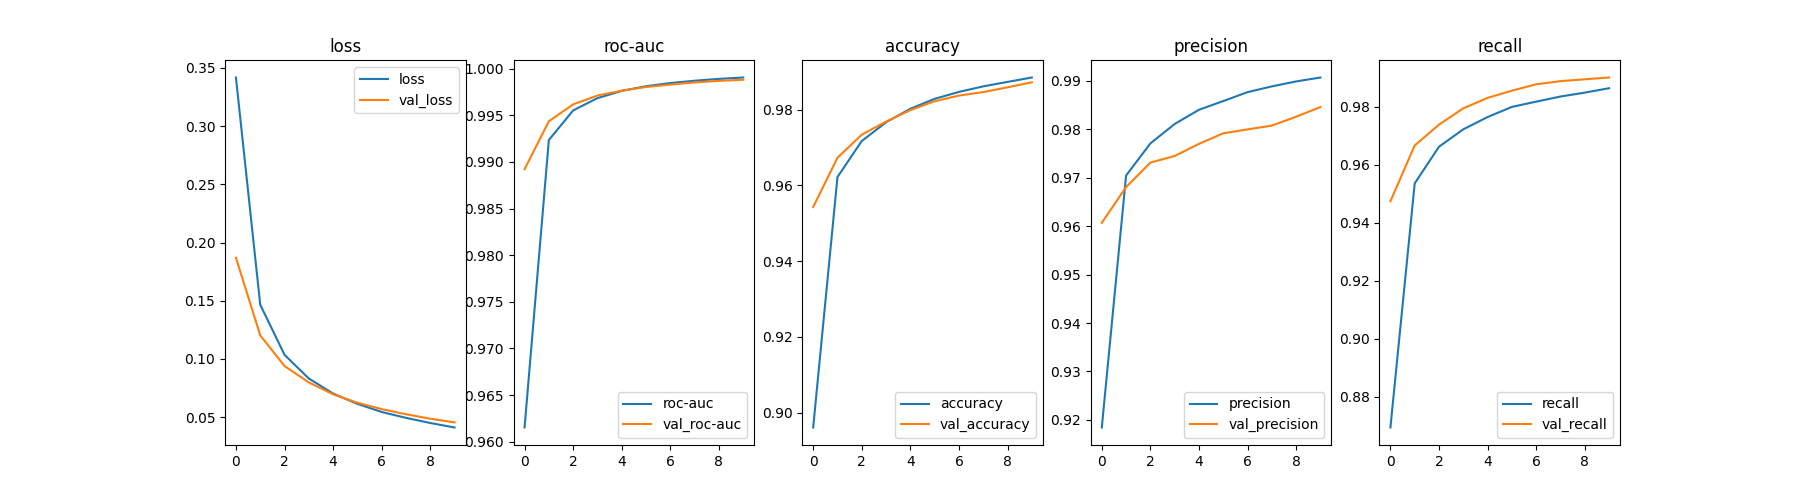 loss
0.35
0.30
0.25
0.20
0.15
0.10
0.05
0 2 4 6 8
loss
val_loss
roc-auc
1.000
0.995
0.990
0.985
0.980
0.975
0.970
0.965
0.960
0 2 4 6 8
roc-auc
val_roc-auc
accuracy
0.98
0.96
0.94
0.92
0.90
0 2 4 6 8
accuracy
val_accuracy
precision
0.99
0.98
0.97
0.96
0.95
0.94
0.93
0.92
0 2 4 6 8
precision
val_precision
recall
0.98
0.96
0.94
0.92
0.90
0.88
0 2 4 6 8
recall
val_recall